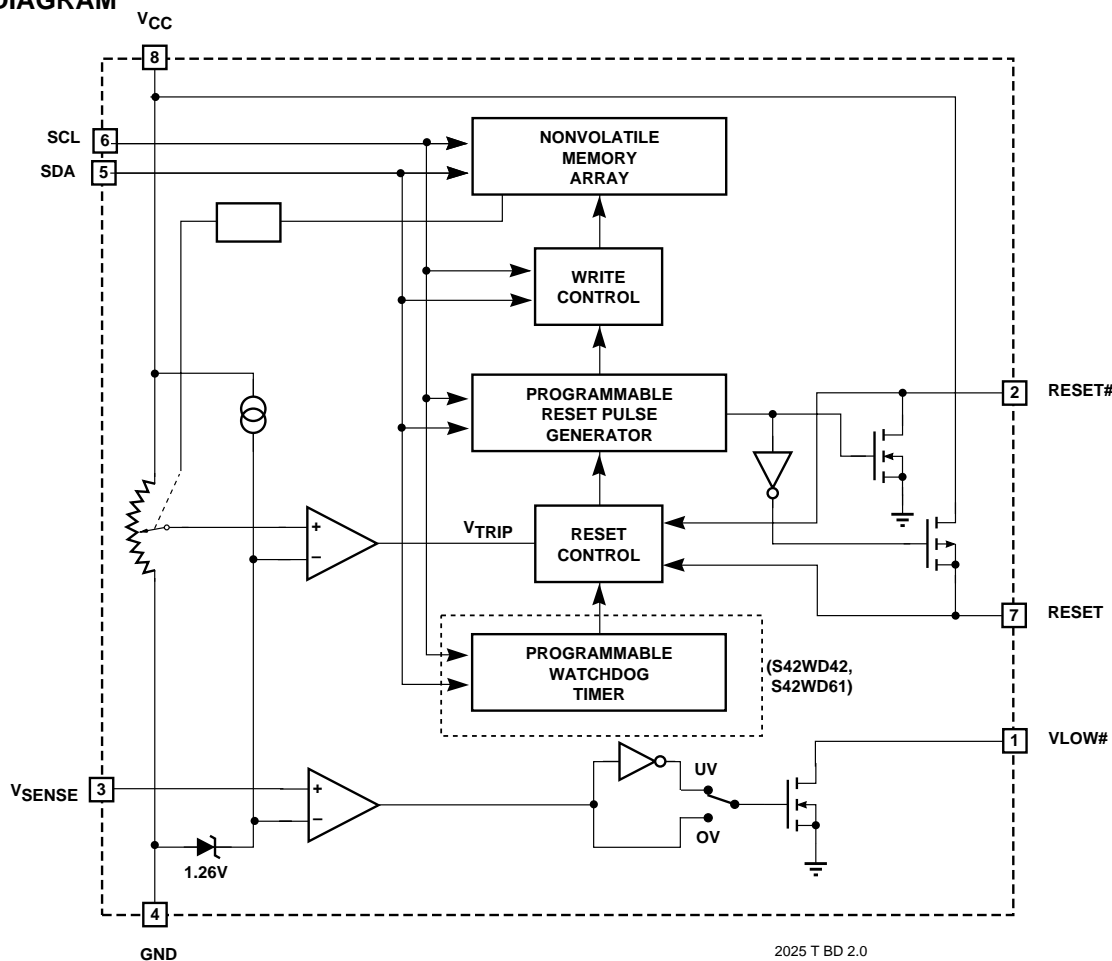 DIAGRAM
VCC
8
SCL
6
SDA
5
NONVOLATILE
MEMORY
ARRAY
WRITE
CONTROL
PROGRAMMABLE
RESET PULSE
GENERATOR
2
RESET#
+
–
VTRIP
RESET
CONTROL
7
RESET
PROGRAMMABLE
WATCHDOG
TIMER
(S42WD42,
S42WD61)
1
VLOW#
VSENSE
3
+
–
UV
OV
1.26V
4
GND
2025 T BD 2.0